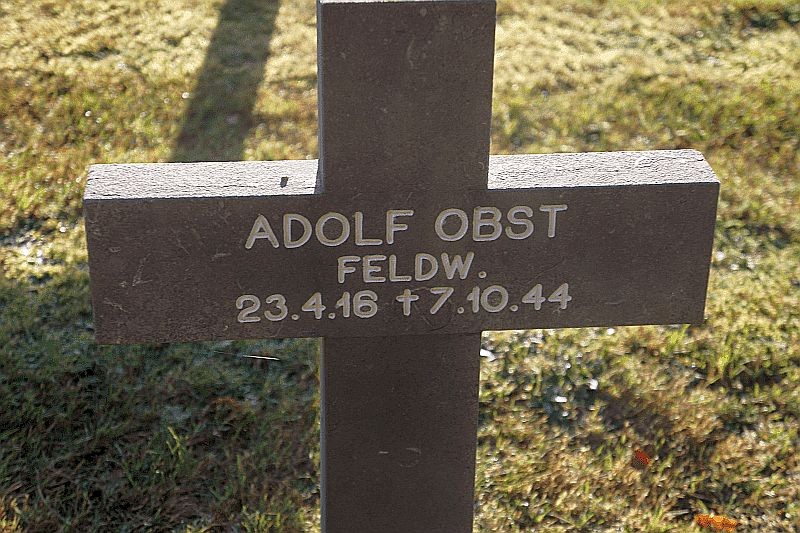 ADOLF OBST
FELDW.
23.4.16 † 7.10.44